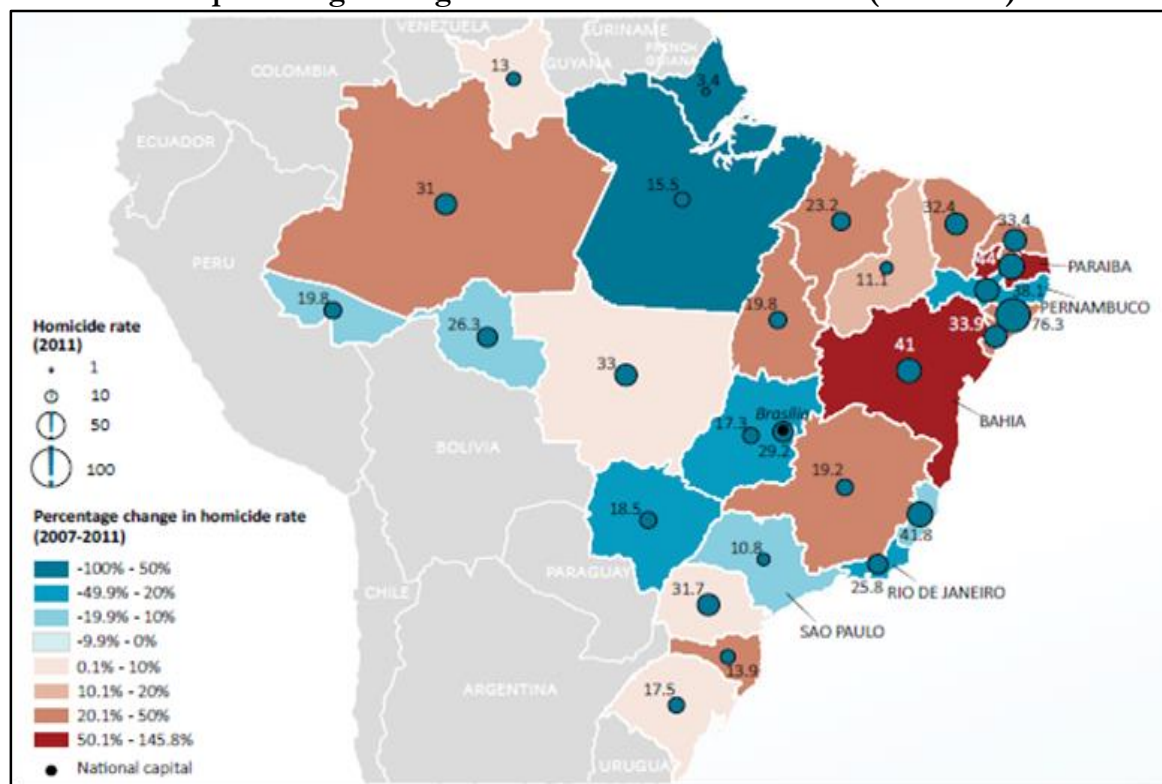 VENEZUELA
SURINAME
FRENCH
GUIANA
GUYANA
COLOMBIA
ECUADOR
PERU
BOLIVIA
PARAGUAY
CHILE
ARGENTINA
URUGUAY
13
3.4
31
15.5
23.2
32.4
33.4
44
PARAIBA
11.1
38.1
PERNAMBUCO
19.8
26.3
19.8
33.9
76.3
33
41
BAHIA
Brasília
17.3
29.2
19.2
18.5
41.8
10.8
25.8
RIO DE JANEIRO
SAO PAULO
31.7
13.9
17.5
Homicide rate
(2011)
1
10
50
100
Percentage change in homicide rate
(2007-2011)
-100% - 50%
-49.9% - 20%
-19.9% - 10%
-9.9% - 0%
0.1% - 10%
10.1% - 20%
20.1% - 50%
50.1% - 145.8%
National capital